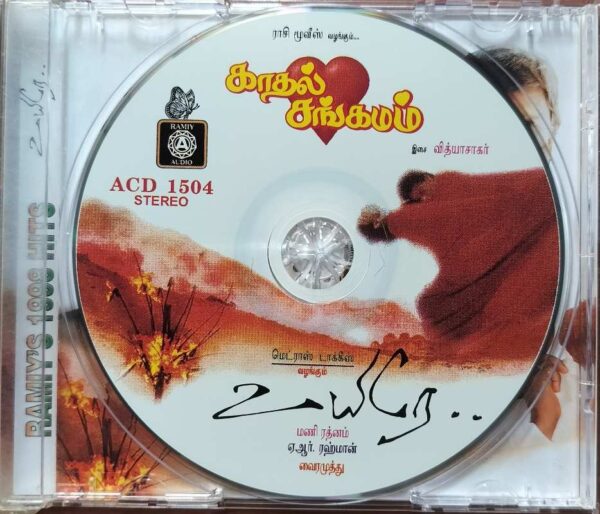 ராசி மூவீஸ் வழங்கும்...
காதல்
சங்கமம்
இசை வித்யாசாகர்
RAMIY
A
AUDIO
ACD 1504
STEREO
மெட்ராஸ் டாக்கீஸ்
வழங்கும்
உயிரே..
மணி ரத்னம்
ஏ.ஆர். ரஹ்மான்
வைரமுத்து
உயிரே..
RAMIY'S 1998 HITS